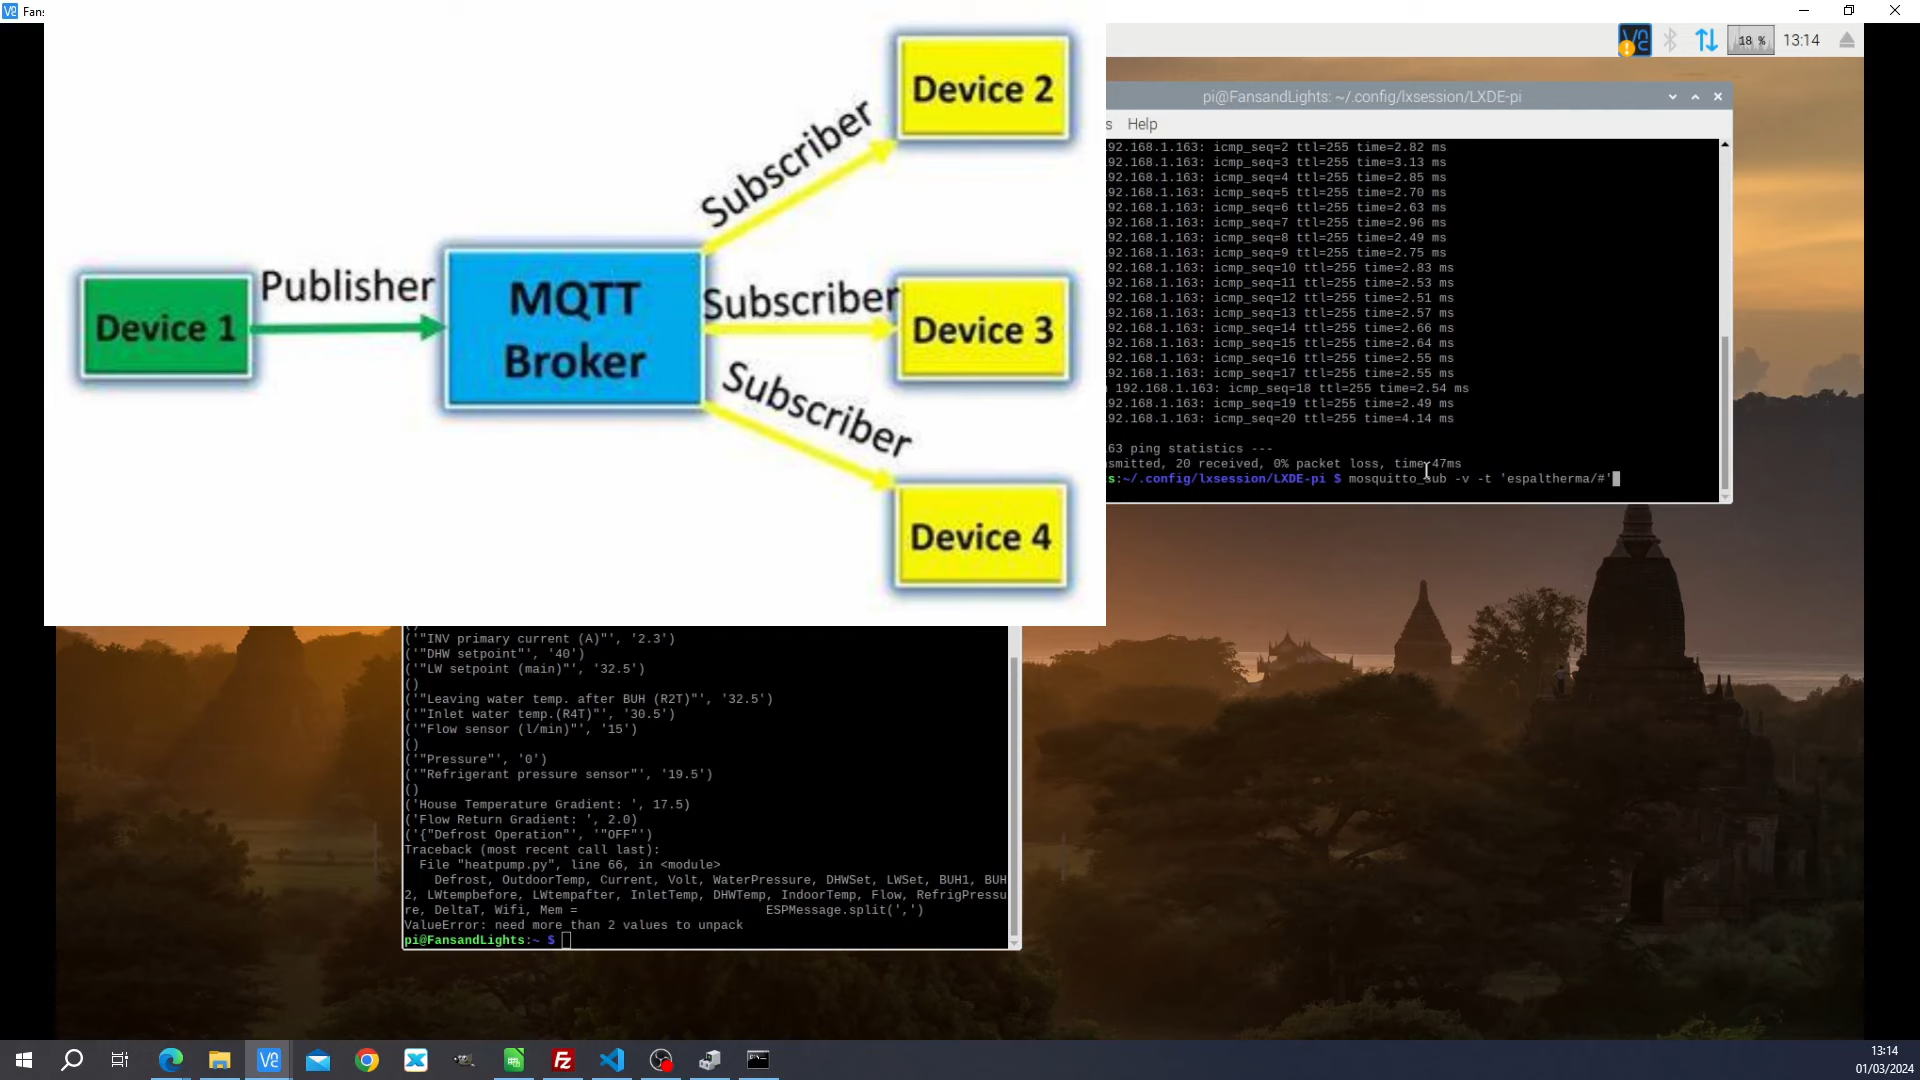 Fans
18 %
13:14
Device 2
Subscriber
Device 1
Publisher
MQTT
Broker
Subscriber
Device 3
Subscriber
Device 4
pi@FansandLights: ~/.config/lxsession/LXDE-pi
s Help
92.168.1.163: icmp_seq=2 ttl=255 time=2.82 ms
92.168.1.163: icmp_seq=3 ttl=255 time=3.13 ms
92.168.1.163: icmp_seq=4 ttl=255 time=2.85 ms
92.168.1.163: icmp_seq=5 ttl=255 time=2.70 ms
92.168.1.163: icmp_seq=6 ttl=255 time=2.63 ms
92.168.1.163: icmp_seq=7 ttl=255 time=2.96 ms
92.168.1.163: icmp_seq=8 ttl=255 time=2.49 ms
92.168.1.163: icmp_seq=9 ttl=255 time=2.75 ms
92.168.1.163: icmp_seq=10 ttl=255 time=2.83 ms
92.168.1.163: icmp_seq=11 ttl=255 time=2.53 ms
92.168.1.163: icmp_seq=12 ttl=255 time=2.51 ms
92.168.1.163: icmp_seq=13 ttl=255 time=2.57 ms
92.168.1.163: icmp_seq=14 ttl=255 time=2.66 ms
92.168.1.163: icmp_seq=15 ttl=255 time=2.64 ms
92.168.1.163: icmp_seq=16 ttl=255 time=2.55 ms
92.168.1.163: icmp_seq=17 ttl=255 time=2.55 ms
192.168.1.163: icmp_seq=18 ttl=255 time=2.54 ms
92.168.1.163: icmp_seq=19 ttl=255 time=2.49 ms
92.168.1.163: icmp_seq=20 ttl=255 time=4.14 ms
63 ping statistics ---
smitted, 20 received, 0% packet loss, time 47ms
s:~/.config/lxsession/LXDE-pi $ mosquitto_sub -v -t 'espaltherma/#'
()
('"INV primary current (A)"', '2.3')
('"DHW setpoint"', '40')
('"LW setpoint (main)"', '32.5')
()
('"Leaving water temp. after BUH (R2T)"', '32.5')
('"Inlet water temp.(R4T)"', '30.5')
('"Flow sensor (l/min)"', '15')
()
('"Pressure"', '0')
('"Refrigerant pressure sensor"', '19.5')
()
('House Temperature Gradient: ', 17.5)
('Flow Return Gradient: ', 2.0)
('{"Defrost Operation"', '"OFF"')
Traceback (most recent call last):
File "heatpump.py", line 66, in <module>
Defrost, OutdoorTemp, Current, Volt, WaterPressure, DHWSet, LWSet, BUH1, BUH
2, LWtempbefore, LWtempafter, InletTemp, DHWTemp, IndoorTemp, Flow, RefrigPressu
re, DeltaT, Wifi, Mem = ESPMessage.split(',')
ValueError: need more than 2 values to unpack
pi@FansandLights:~ $
13:14
01/03/2024